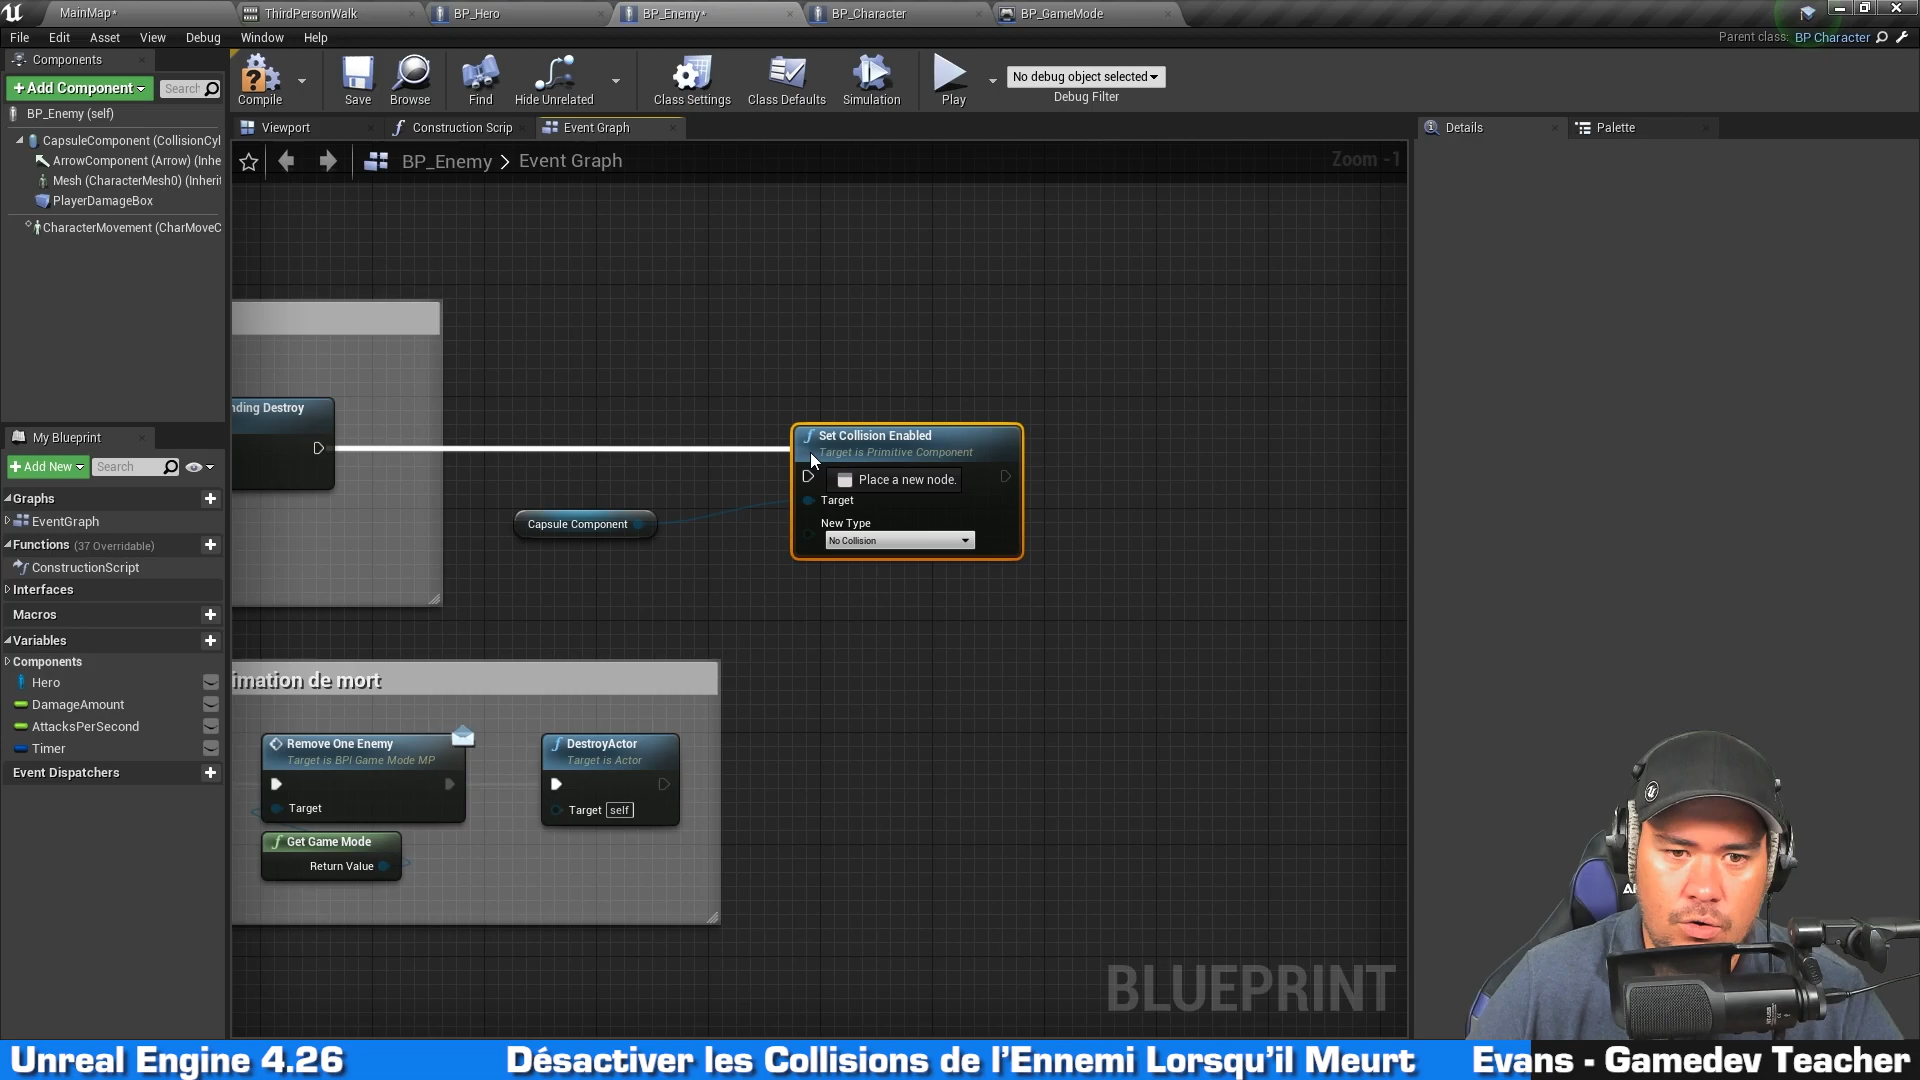 MainMap*
ThirdPersonWalk
BP_Hero
BP_Enemy*
BP_Character
BP_GameMode
File Edit Asset View Debug Window Help
Parent class: BP Character
Components
+Add Component
Search
BP_Enemy (self)
CapsuleComponent (CollisionCyl
ArrowComponent (Arrow) (Inhe
Mesh (CharacterMesh0) (Inherit
PlayerDamageBox
CharacterMovement (CharMoveC
Compile
Save
Browse
Find
Hide Unrelated
Class Settings
Class Defaults
Simulation
Play
No debug object selected
Debug Filter
Viewport
Construction Scrip
Event Graph
Details
Palette
BP_Enemy > Event Graph
Zoom -1
nding Destroy
Set Collision Enabled
Target is Primitive Component
Place a new node.
Target
New Type
No Collision
Capsule Component
imation de mort
Remove One Enemy
Target is BPI Game Mode MP
Target
Get Game Mode
Return Value
DestroyActor
Target is Actor
Target self
BLUEPRINT
My Blueprint
+Add New
Search
Graphs
EventGraph
Functions (37 Overridable)
ConstructionScript
Interfaces
Macros
Variables
Components
Hero
DamageAmount
AttacksPerSecond
Timer
Event Dispatchers
Unreal Engine 4.26
Désactiver les Collisions de l'Ennemi Lorsqu'il Meurt
Evans - Gamedev Teacher